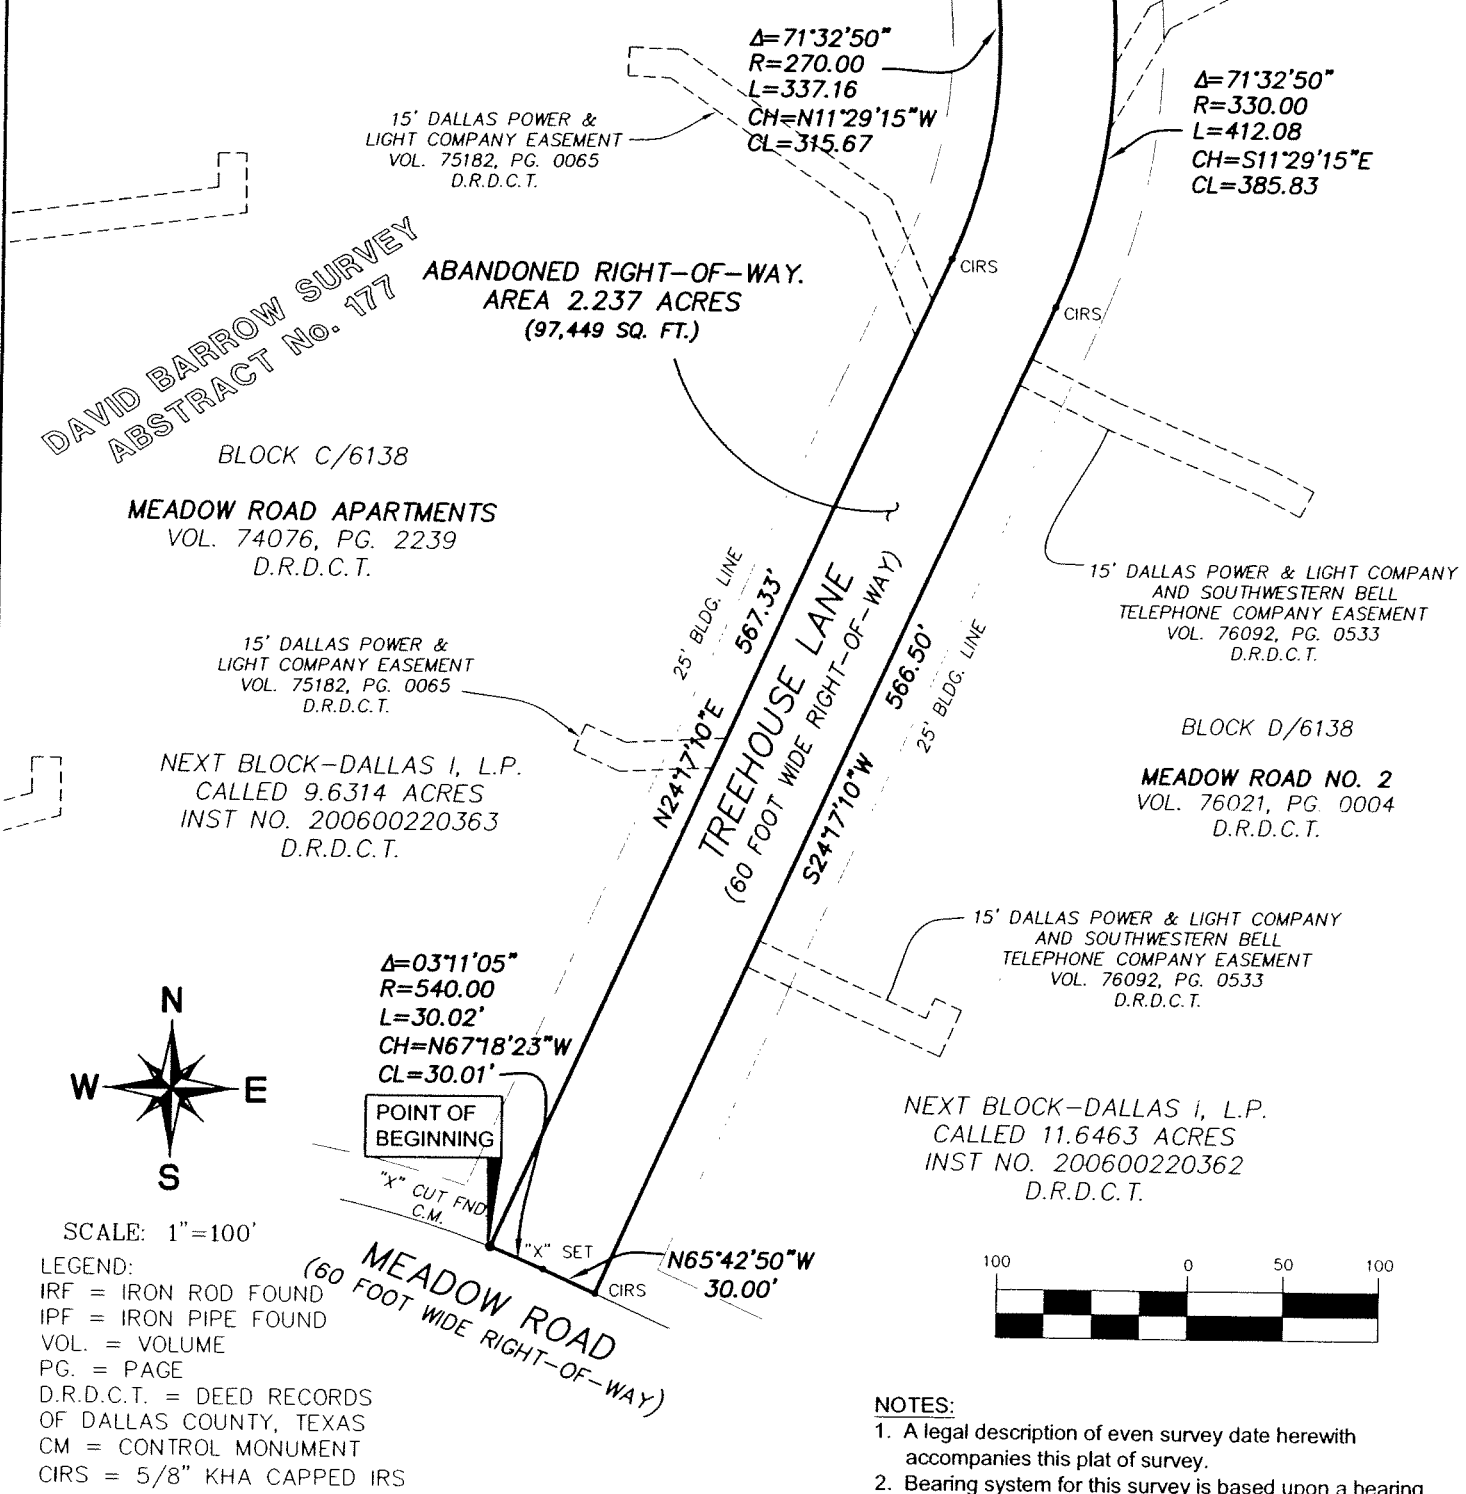 Δ=71°32'50"
R=270.00
L=337.16
CH=N11°29'15"W
CL=315.67
Δ=71°32'50"
R=330.00
L=412.08
CH=S11°29'15"E
CL=385.83
15' DALLAS POWER &
LIGHT COMPANY EASEMENT
VOL. 75182, PG. 0065
D.R.D.C.T.
DAVID BARROW SURVEY
ABSTRACT No. 177
ABANDONED RIGHT-OF-WAY.
AREA 2.237 ACRES
(97,449 SQ. FT.)
CIRS
CIRS
BLOCK C/6138
MEADOW ROAD APARTMENTS
VOL. 74076, PG. 2239
D.R.D.C.T.
15' DALLAS POWER & LIGHT COMPANY
AND SOUTHWESTERN BELL
TELEPHONE COMPANY EASEMENT
VOL. 76092, PG. 0533
D.R.D.C.T.
25' BLDG. LINE
567.33'
N24°17'10"E
TREEHOUSE LANE
(60 FOOT WIDE RIGHT-OF-WAY)
566.50'
S24°17'10"W
25' BLDG. LINE
15' DALLAS POWER &
LIGHT COMPANY EASEMENT
VOL. 75182, PG. 0065
D.R.D.C.T.
BLOCK D/6138
MEADOW ROAD NO. 2
VOL. 76021, PG. 0004
D.R.D.C.T.
NEXT BLOCK-DALLAS I, L.P.
CALLED 9.6314 ACRES
INST NO. 200600220363
D.R.D.C.T.
15' DALLAS POWER & LIGHT COMPANY
AND SOUTHWESTERN BELL
TELEPHONE COMPANY EASEMENT
VOL. 76092, PG. 0533
D.R.D.C.T.
Δ=03°11'05"
R=540.00
L=30.02'
CH=N67°18'23"W
CL=30.01'
N
W E
S
POINT OF
BEGINNING
NEXT BLOCK-DALLAS I, L.P.
CALLED 11.6463 ACRES
INST NO. 200600220362
D.R.D.C.T.
"X" CUT FND.
C.M.
"X" SET
CIRS
N65°42'50"W
30.00'
MEADOW ROAD
(60 FOOT WIDE RIGHT-OF-WAY)
SCALE: 1"=100'
LEGEND:
IRF = IRON ROD FOUND
IPF = IRON PIPE FOUND
VOL. = VOLUME
PG. = PAGE
D.R.D.C.T. = DEED RECORDS
OF DALLAS COUNTY, TEXAS
CM = CONTROL MONUMENT
CIRS = 5/8" KHA CAPPED IRS
100 0 50 100
NOTES:
1. A legal description of even survey date herewith
accompanies this plat of survey.
2. Bearing system for this survey is based upon a bearing